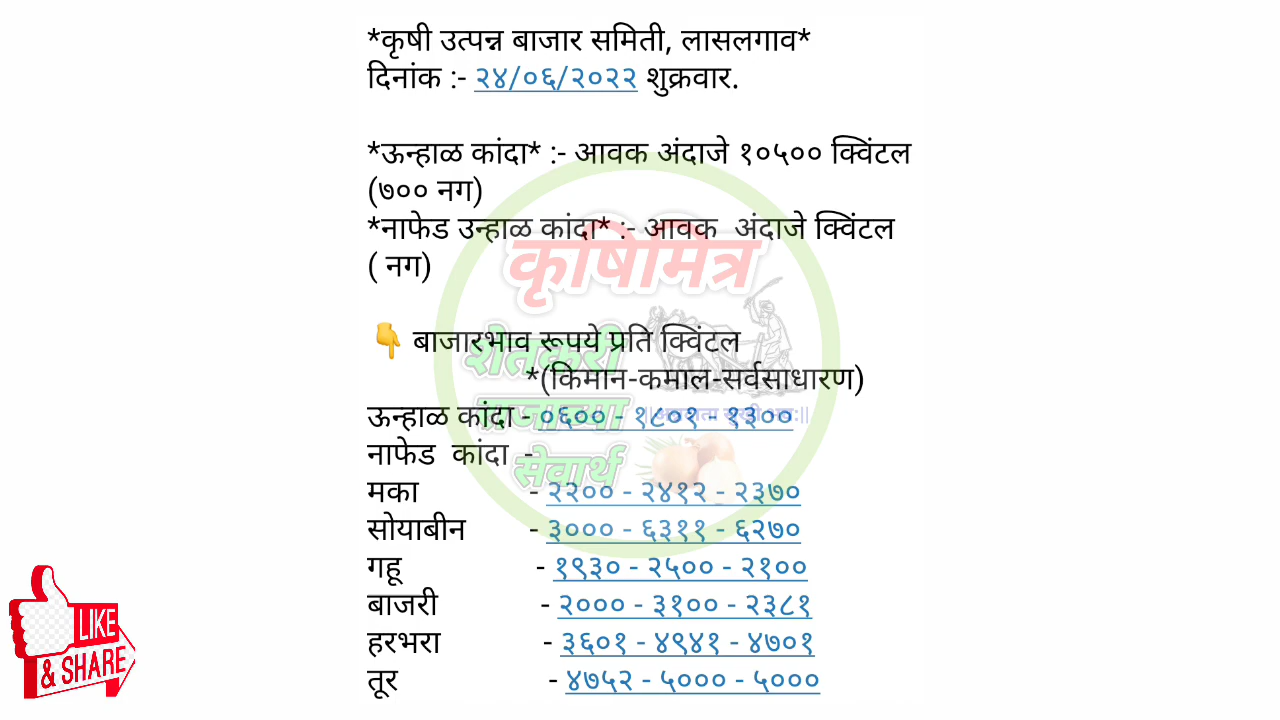 *कृषी उत्पन्न बाजार समिती, लासलगाव*
दिनांक :- २४/०६/२०२२ शुक्रवार.
*ऊन्हाळ कांदा* :- आवक अंदाजे १०५०० क्विंटल
(७०० नग)
*नाफेड उन्हाळ कांदा* :- आवक अंदाजे क्विंटल
( नग)
कृषिमित्र
👇 बाजारभाव रूपये प्रति क्विंटल
शेतकरी
*(किमान-कमाल-सर्वसाधारण)
ऊन्हाळ कांदा - ०६०० - १८०१ - १३००
नाफेड कांदा -
सेवार्थ
मका - २२०० - २४१२ - २३७०
सोयाबीन - ३००० - ६३११ - ६२७०
गहू - १९३० - २५०० - २१००
बाजरी - २००० - ३१०० - २३८१
हरभरा - ३६०१ - ४९४१ - ४७०१
तूर - ४७५२ - ५००० - ५०००
LIKE
& SHARE